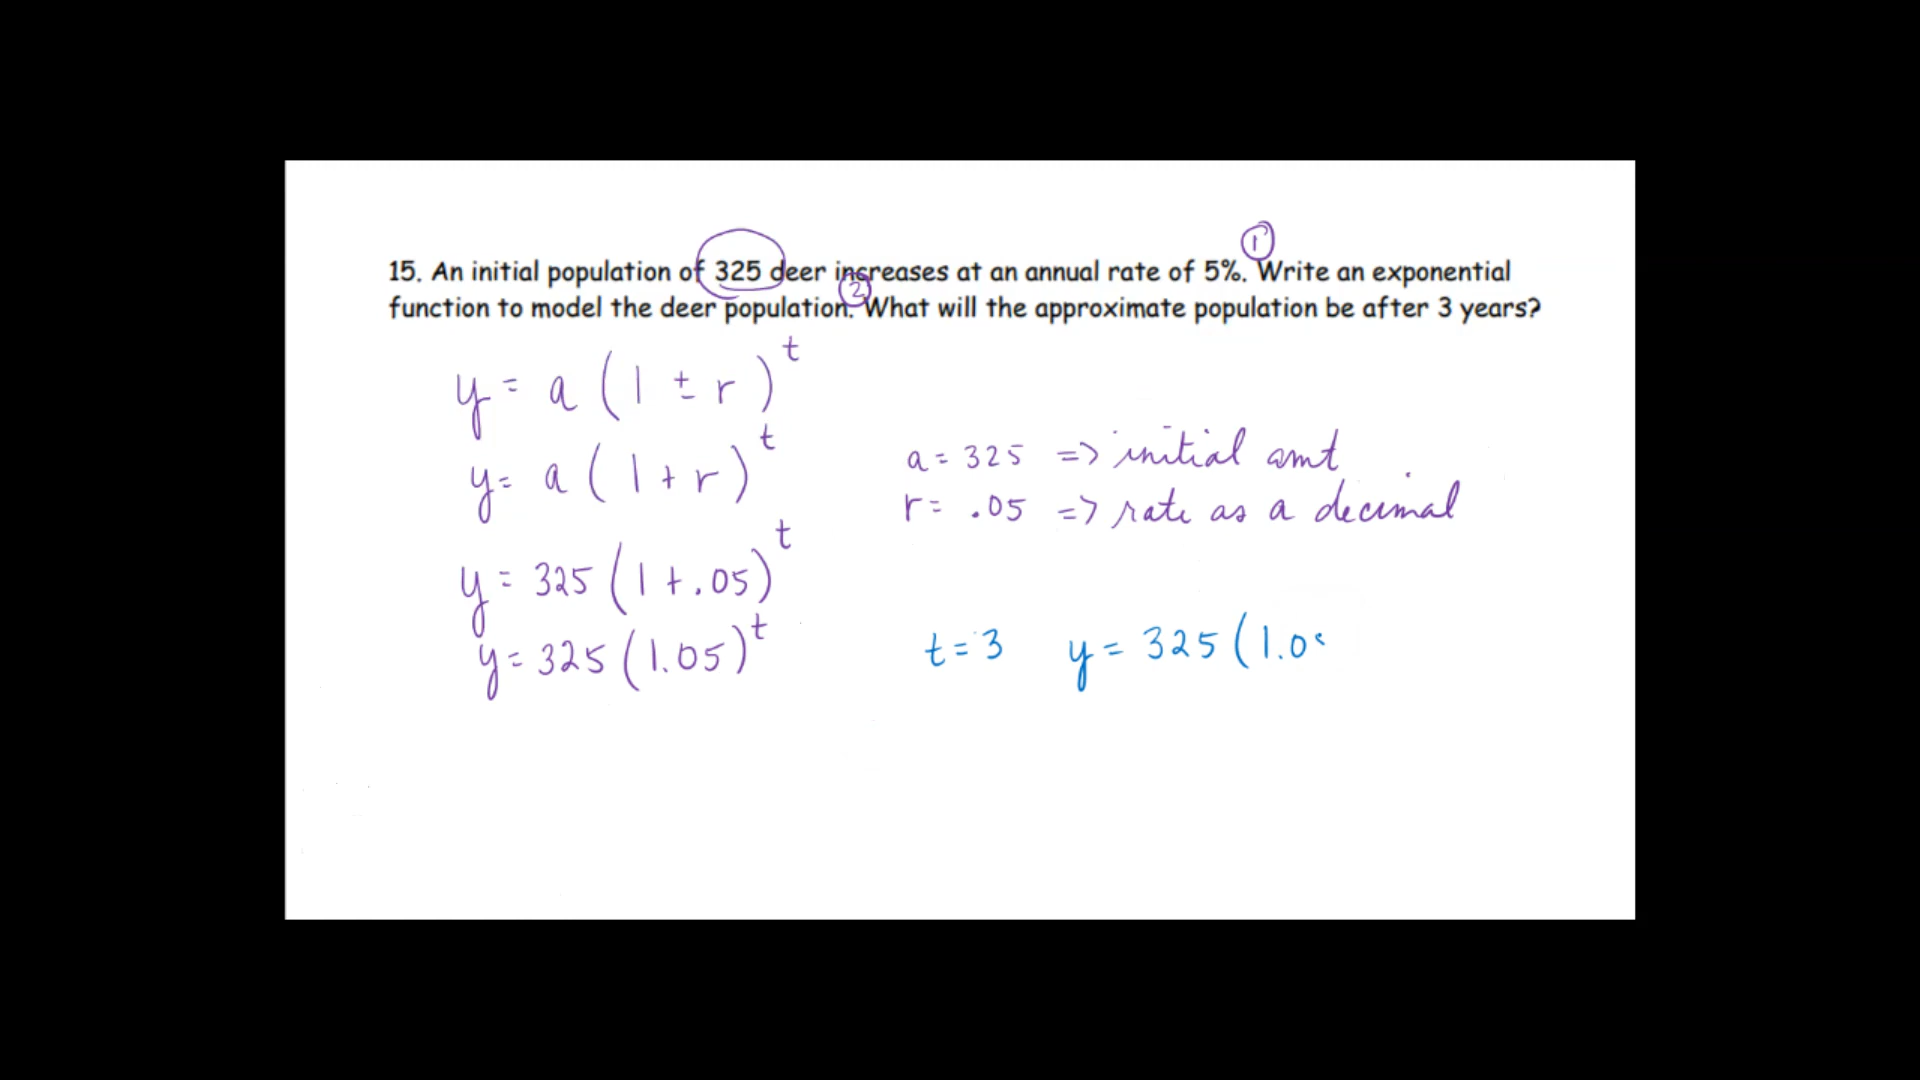 ①
15. An initial population of 325 deer increases at an annual rate of 5%. Write an exponential
②
function to model the deer population. What will the approximate population be after 3 years?
y = a (1 ± r)^t
y = a (1 + r)^t
a = 325 => initial amt
r = .05 => rate as a decimal
y = 325 (1 + .05)^t
y = 325 (1.05)^t
t = 3 y = 325 (1.0